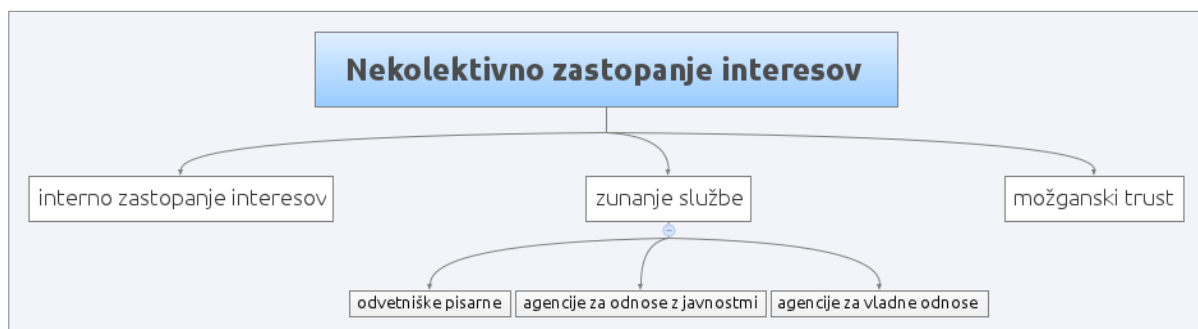 Nekolektivno zastopanje interesov
interno zastopanje interesov
zunanje službe
možganski trust
odvetniške pisarne
agencije za odnose z javnostmi
agencije za vladne odnose